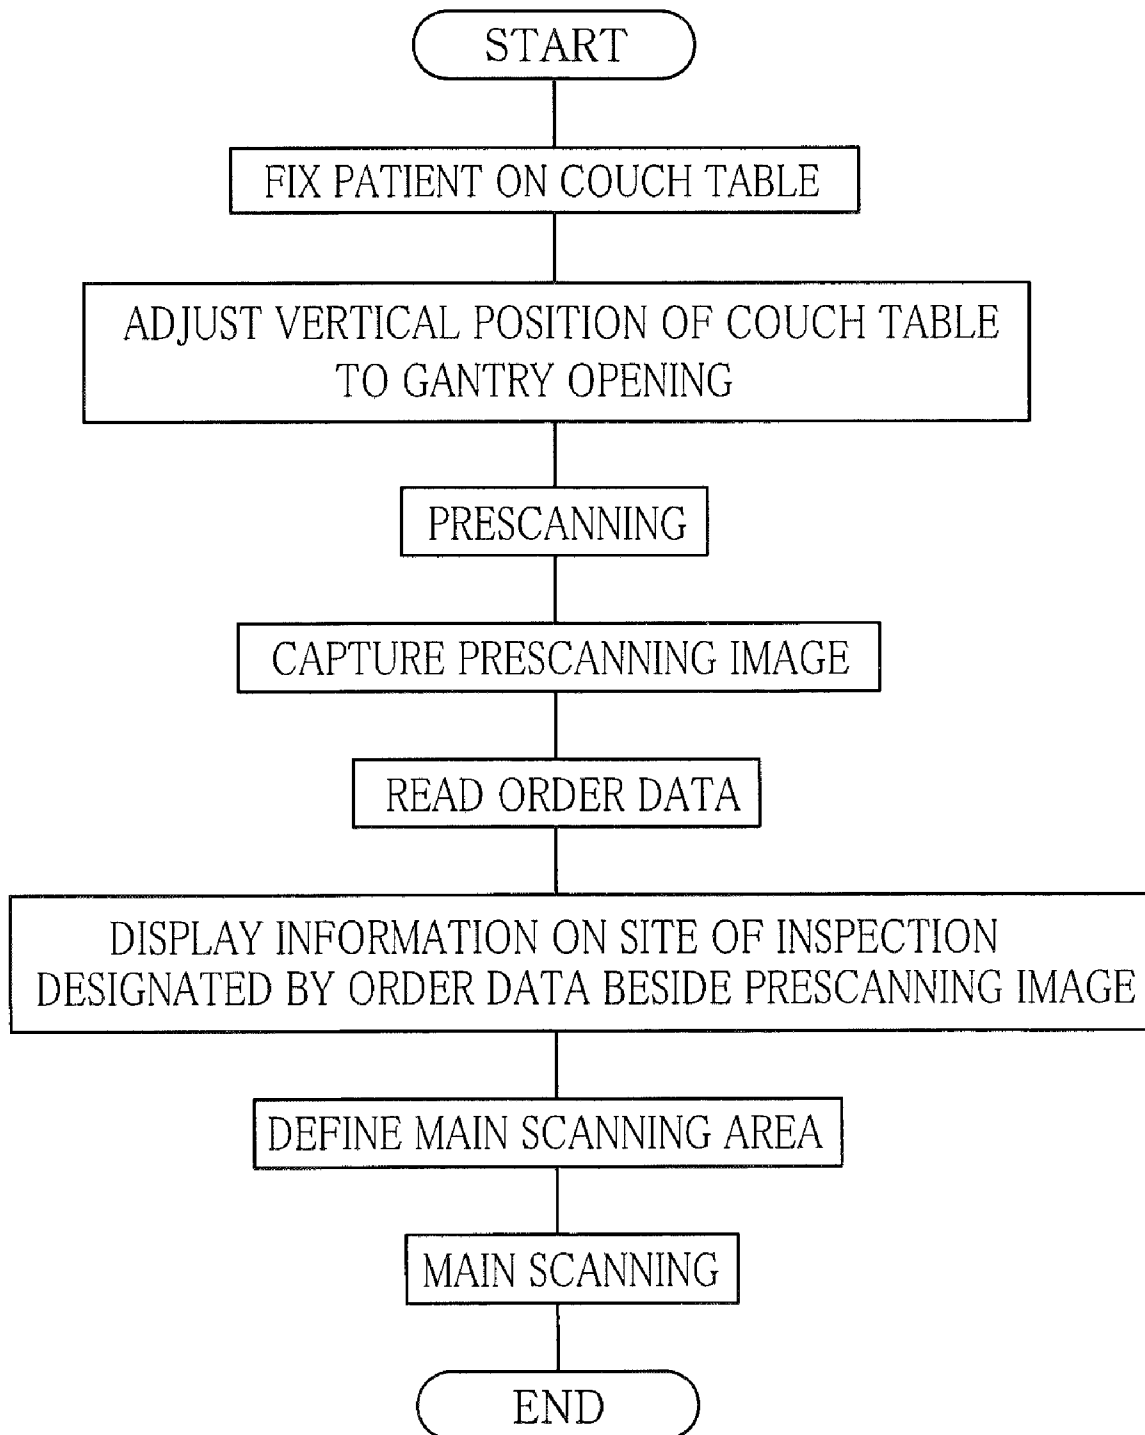 START
FIX PATIENT ON COUCH TABLE
ADJUST VERTICAL POSITION OF COUCH TABLE
TO GANTRY OPENING
PRESCANNING
CAPTURE PRESCANNING IMAGE
READ ORDER DATA
DISPLAY INFORMATION ON SITE OF INSPECTION
DESIGNATED BY ORDER DATA BESIDE PRESCANNING IMAGE
DEFINE MAIN SCANNING AREA
MAIN SCANNING
END